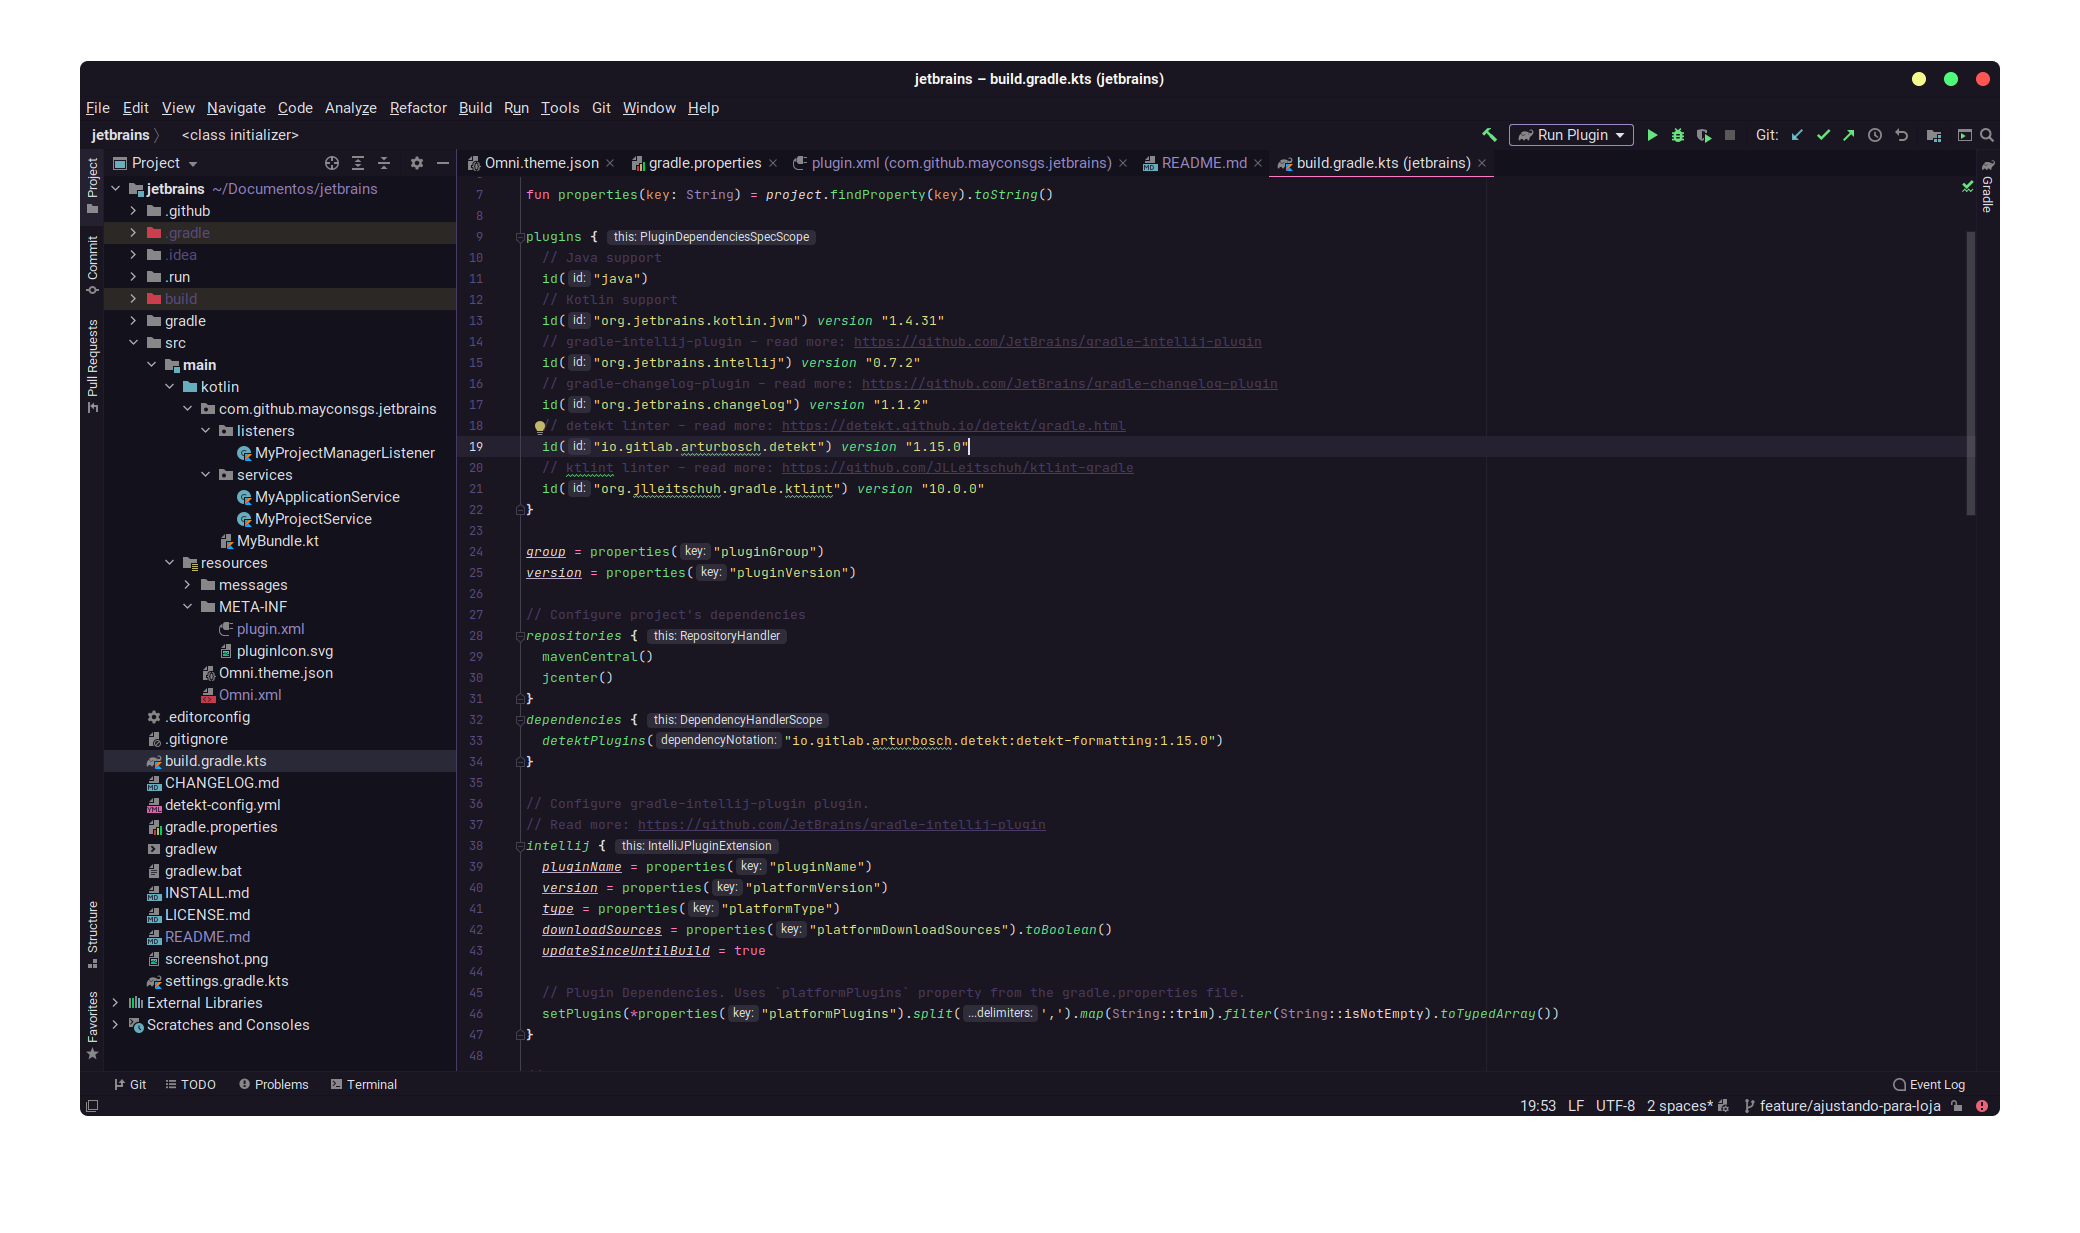 jetbrains – build.gradle.kts (jetbrains)
File Edit View Navigate Code Analyze Refactor Build Run Tools Git Window Help
jetbrains 〉 <class initializer>
Run Plugin
Git:
Project
Omni.theme.json
gradle.properties
plugin.xml (com.github.mayconsgs.jetbrains)
README.md
build.gradle.kts (jetbrains)
Project
Commit
Pull Requests
Structure
Favorites
Gradle
jetbrains ~/Documentos/jetbrains
.github
.gradle
.idea
.run
build
gradle
src
main
kotlin
com.github.mayconsgs.jetbrains
listeners
MyProjectManagerListener
services
MyApplicationService
MyProjectService
MyBundle.kt
resources
messages
META-INF
plugin.xml
pluginIcon.svg
Omni.theme.json
Omni.xml
.editorconfig
.gitignore
build.gradle.kts
CHANGELOG.md
detekt-config.yml
gradle.properties
gradlew
gradlew.bat
INSTALL.md
LICENSE.md
README.md
screenshot.png
settings.gradle.kts
External Libraries
Scratches and Consoles
7 fun properties(key: String) = project.findProperty(key).toString()
8
9 plugins { this: PluginDependenciesSpecScope
10 // Java support
11 id( id: "java")
12 // Kotlin support
13 id( id: "org.jetbrains.kotlin.jvm") version "1.4.31"
14 // gradle-intellij-plugin - read more: https://github.com/JetBrains/gradle-intellij-plugin
15 id( id: "org.jetbrains.intellij") version "0.7.2"
16 // gradle-changelog-plugin - read more: https://github.com/JetBrains/gradle-changelog-plugin
17 id( id: "org.jetbrains.changelog") version "1.1.2"
18 // detekt linter - read more: https://detekt.github.io/detekt/gradle.html
19 id( id: "io.gitlab.arturbosch.detekt") version "1.15.0"
20 // ktlint linter - read more: https://github.com/JLLeitschuh/ktlint-gradle
21 id( id: "org.jlleitschuh.gradle.ktlint") version "10.0.0"
22 }
23
24 group = properties( key: "pluginGroup")
25 version = properties( key: "pluginVersion")
26
27 // Configure project's dependencies
28 repositories { this: RepositoryHandler
29 mavenCentral()
30 jcenter()
31 }
32 dependencies { this: DependencyHandlerScope
33 detektPlugins( dependencyNotation: "io.gitlab.arturbosch.detekt:detekt-formatting:1.15.0")
34 }
35
36 // Configure gradle-intellij-plugin plugin.
37 // Read more: https://github.com/JetBrains/gradle-intellij-plugin
38 intellij { this: IntelliJPluginExtension
39 pluginName = properties( key: "pluginName")
40 version = properties( key: "platformVersion")
41 type = properties( key: "platformType")
42 downloadSources = properties( key: "platformDownloadSources").toBoolean()
43 updateSinceUntilBuild = true
44
45 // Plugin Dependencies. Uses `platformPlugins` property from the gradle.properties file.
46 setPlugins(*properties( key: "platformPlugins").split( ...delimiters: ',').map(String::trim).filter(String::isNotEmpty).toTypedArray())
47 }
48
Git TODO Problems Terminal
Event Log
19:53 LF UTF-8 2 spaces* feature/ajustando-para-loja